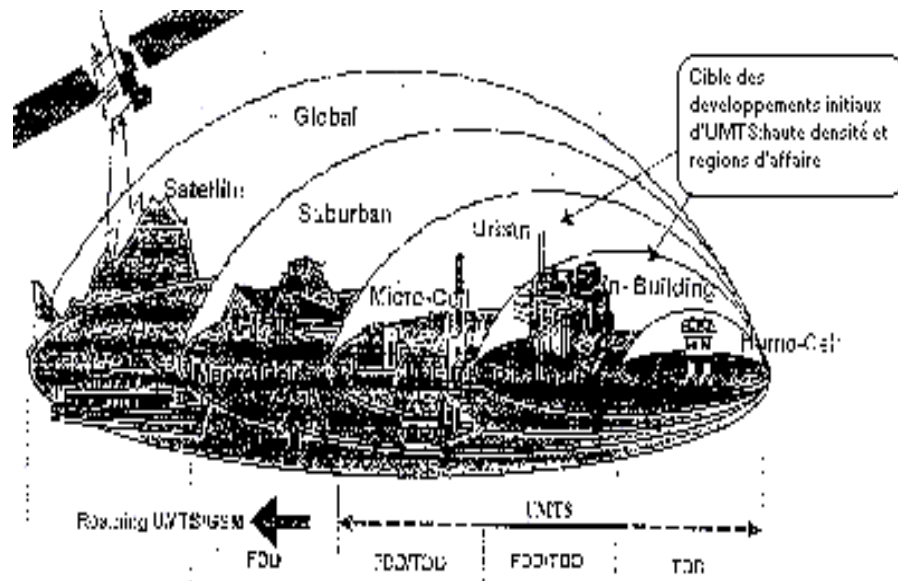 Cible des
developpements initiaux
d'UMTS:haute densité et
regions d'affaire
Global
Satellite
Suburban
Urban
Micro-Cell
In-Building
Home-Cell
UMTS
Roaming UMTS/GSM
FDD
FDD/TDD
FDD/TDD
TDD